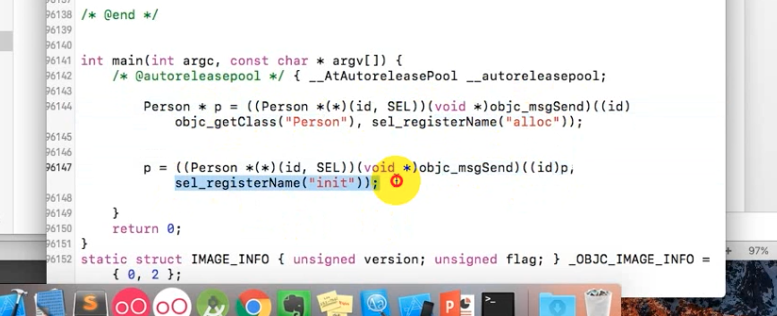 96138 /* @end */
96139
96140
96141 int main(int argc, const char * argv[]) {
96142 /* @autoreleasepool */ { __AtAutoreleasePool __autoreleasepool;
96143
96144 Person * p = ((Person *(*)(id, SEL))(void *)objc_msgSend)((id)
objc_getClass("Person"), sel_registerName("alloc"));
96145
96146
96147 p = ((Person *(*)(id, SEL))(void *)objc_msgSend)((id)p,
sel_registerName("init"));
96148
96149 }
96150 return 0;
96151 }
96152 static struct IMAGE_INFO { unsigned version; unsigned flag; } _OBJC_IMAGE_INFO =
{ 0, 2 };
+ 97%